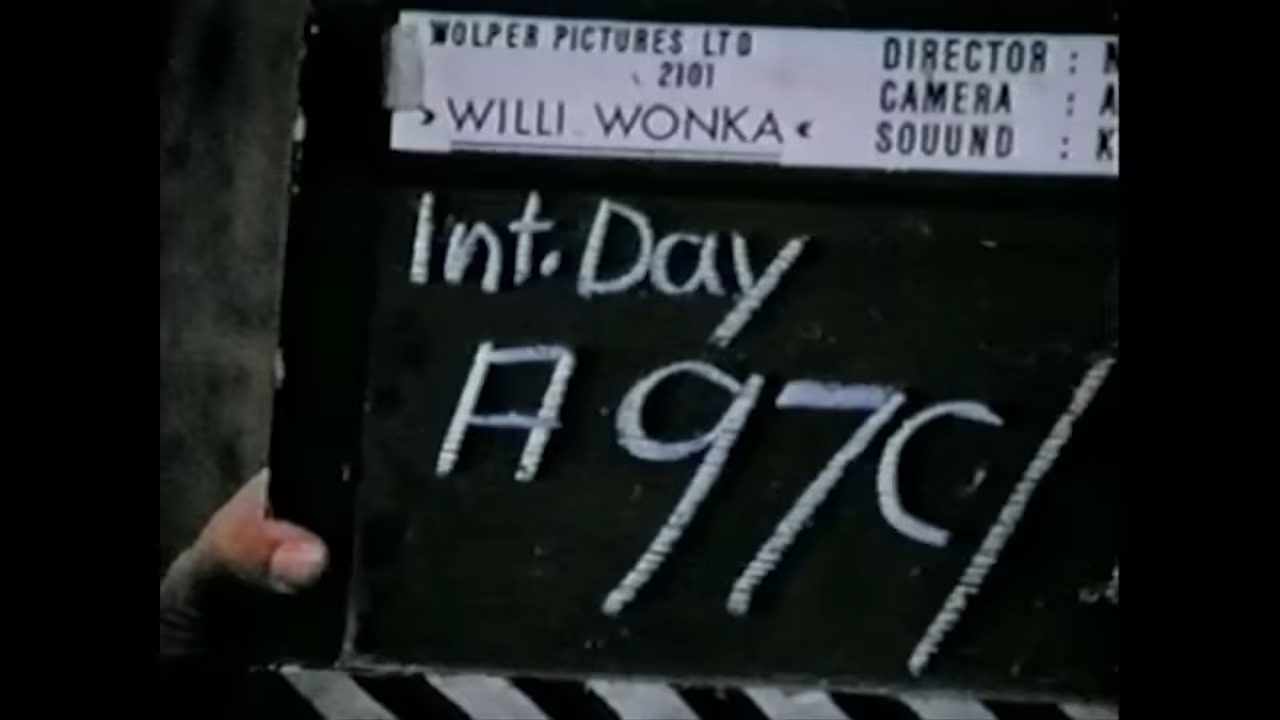 WOLPER PICTURES LTD
2101
>WILLI WONKA<
DIRECTOR : N
CAMERA : A
SOUUND : K
Int. Day
A97C/